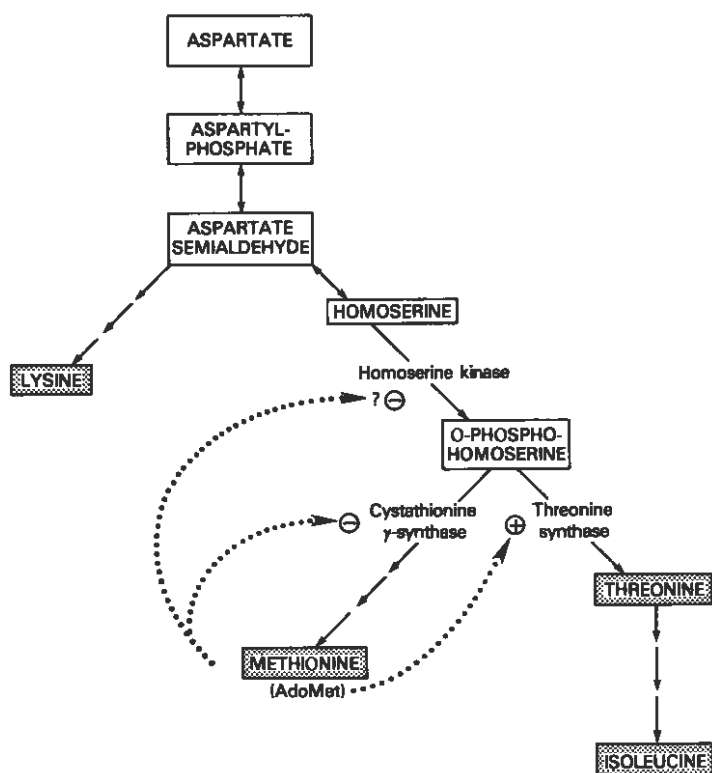 ASPARTATE
ASPARTYL-
PHOSPHATE
ASPARTATE
SEMIALDEHYDE
HOMOSERINE
LYSINE
Homoserine kinase
? ⊖
O-PHOSPHO-
HOMOSERINE
⊖ Cystathionine
γ-synthase
⊕ Threonine
synthase
THREONINE
METHIONINE
(AdoMet)
ISOLEUCINE